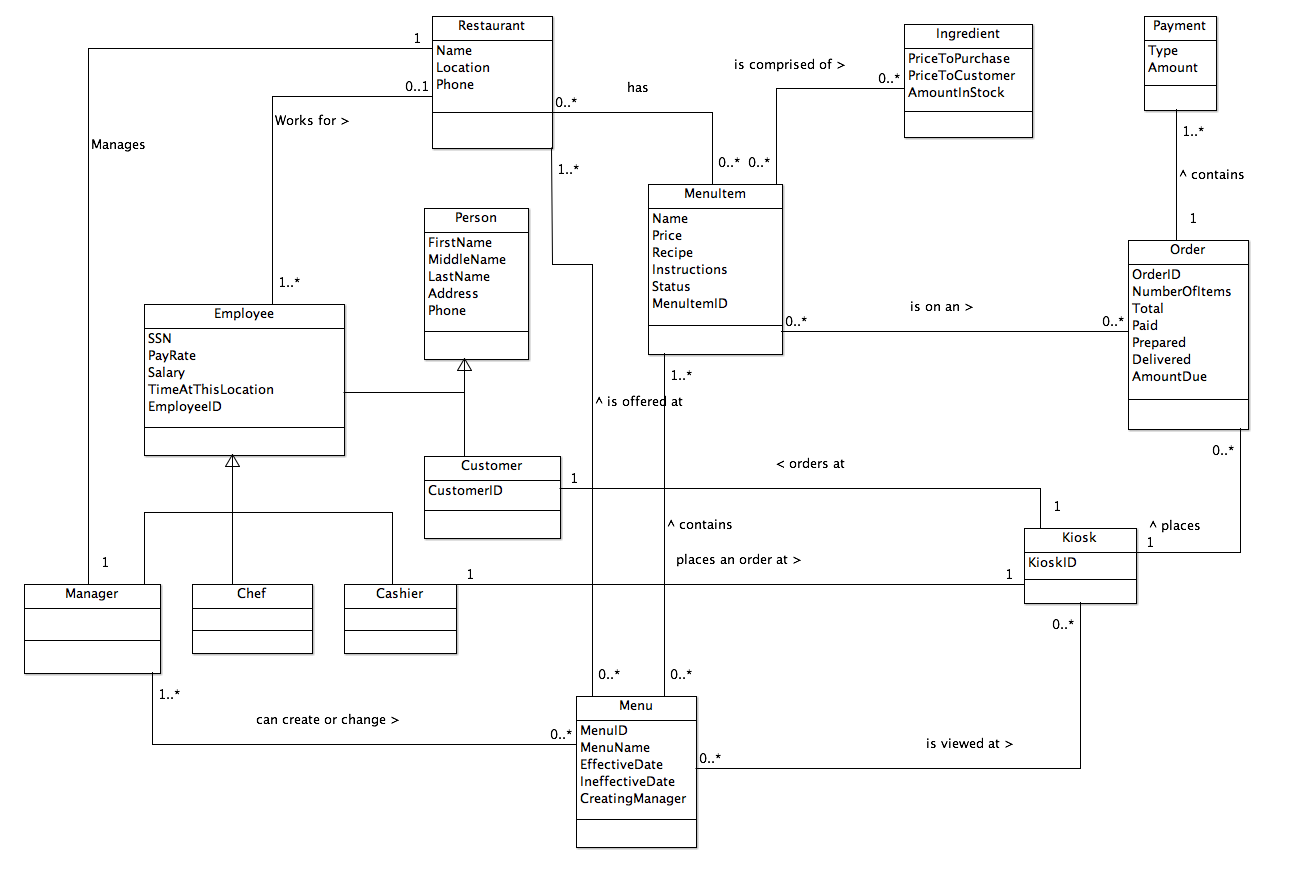 Restaurant
Name
Location
Phone
Ingredient
PriceToPurchase
PriceToCustomer
AmountInStock
Payment
Type
Amount
1
0..1
Works for >
Manages
has
0..*
is comprised of >
0..*
0..* 0..*
1..*
1..*
^ contains
1
Person
FirstName
MiddleName
LastName
Address
Phone
MenuItem
Name
Price
Recipe
Instructions
Status
MenuItemID
Order
OrderID
NumberOfItems
Total
Paid
Prepared
Delivered
AmountDue
1..*
Employee
SSN
PayRate
Salary
TimeAtThisLocation
EmployeeID
0..*
is on an >
0..*
1..*
^ is offered at
Customer
CustomerID
1
< orders at
0..*
1
^ places
1
Kiosk
KioskID
^ contains
places an order at >
1
1
1
Manager
Chef
Cashier
0..*
1..*
can create or change >
0..*
0..*
0..*
Menu
MenuID
MenuName
EffectiveDate
IneffectiveDate
CreatingManager
0..*
is viewed at >